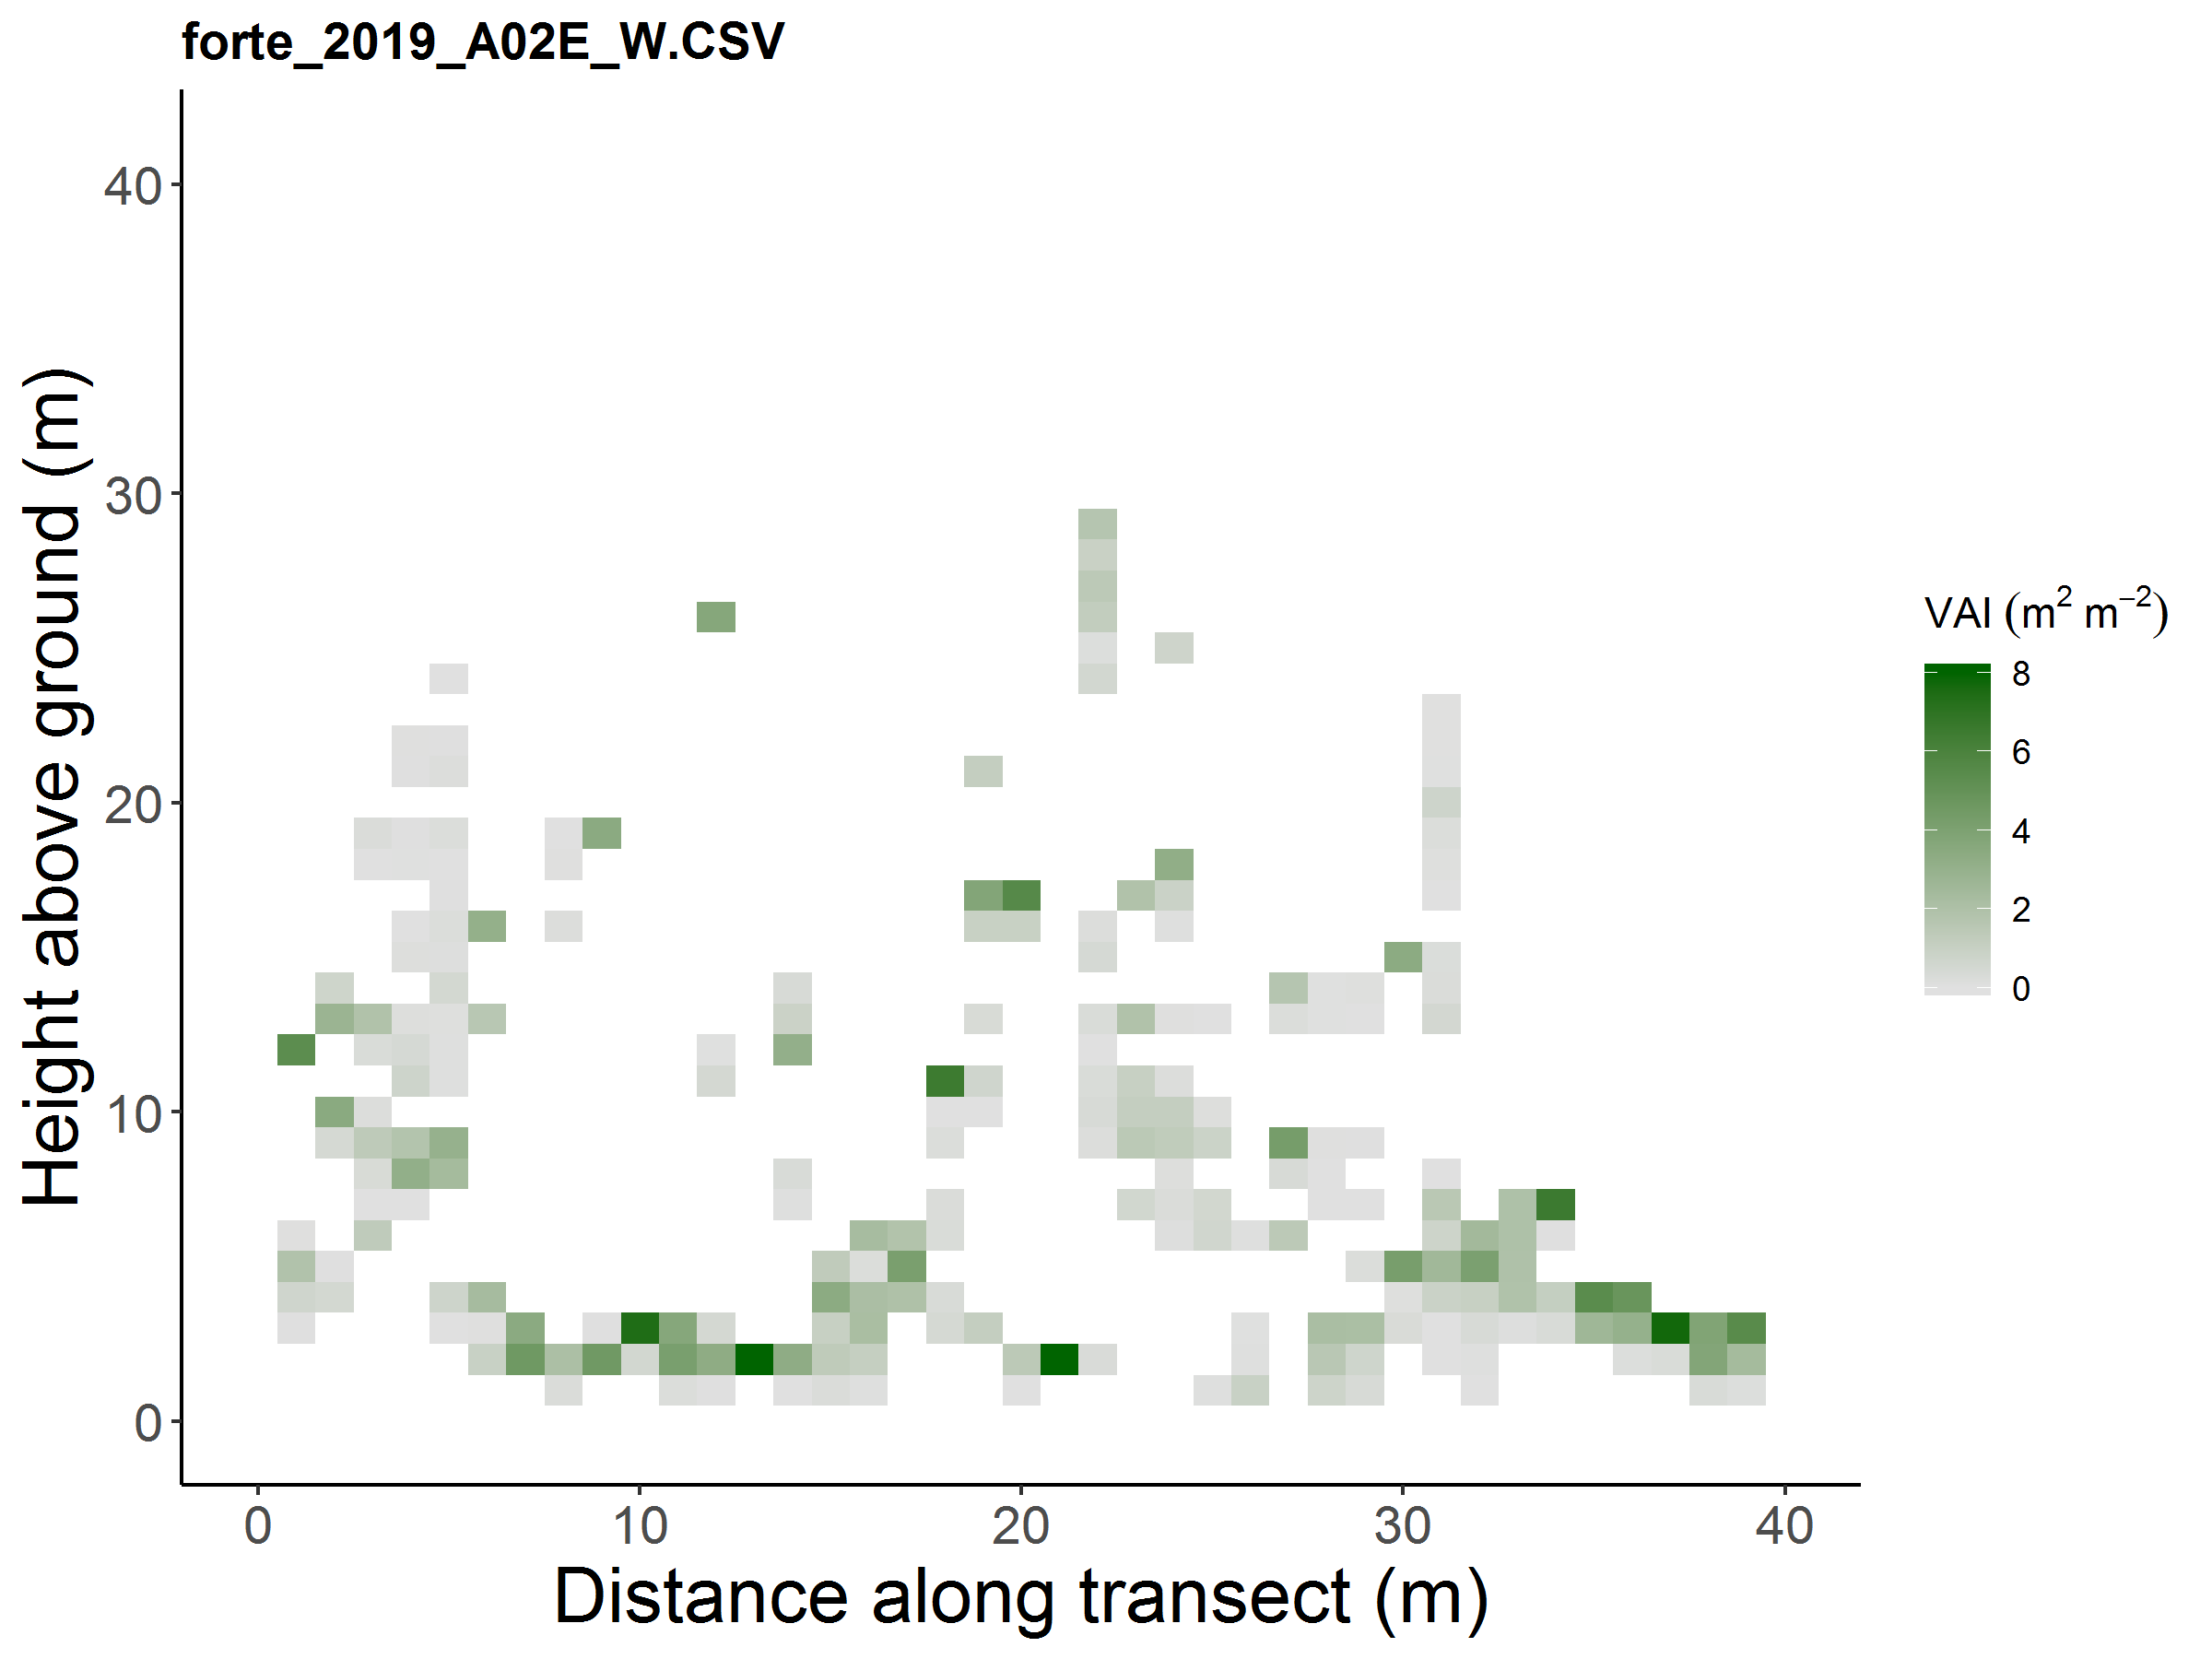 forte_2019_A02E_W.CSV
Height above ground (m)
40
30
20
10
0
0 10 20 30 40
Distance along transect (m)
VAI (m² m⁻²)
8
6
4
2
0